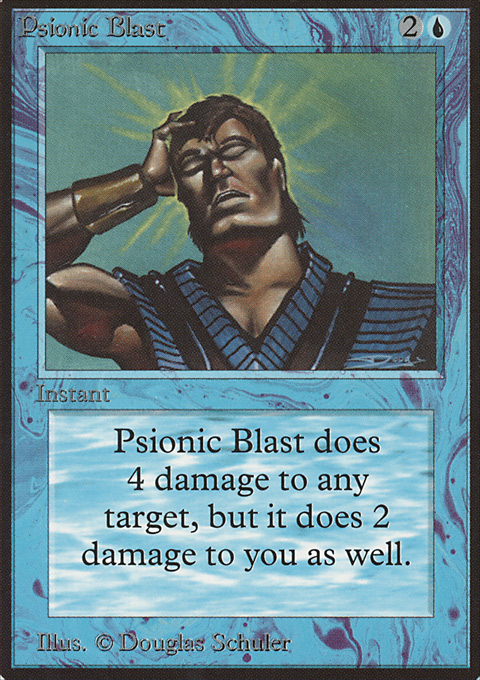 Psionic Blast 2
Instant
Psionic Blast does
4 damage to any
target, but it does 2
damage to you as well.
Illus. © Douglas Schuler